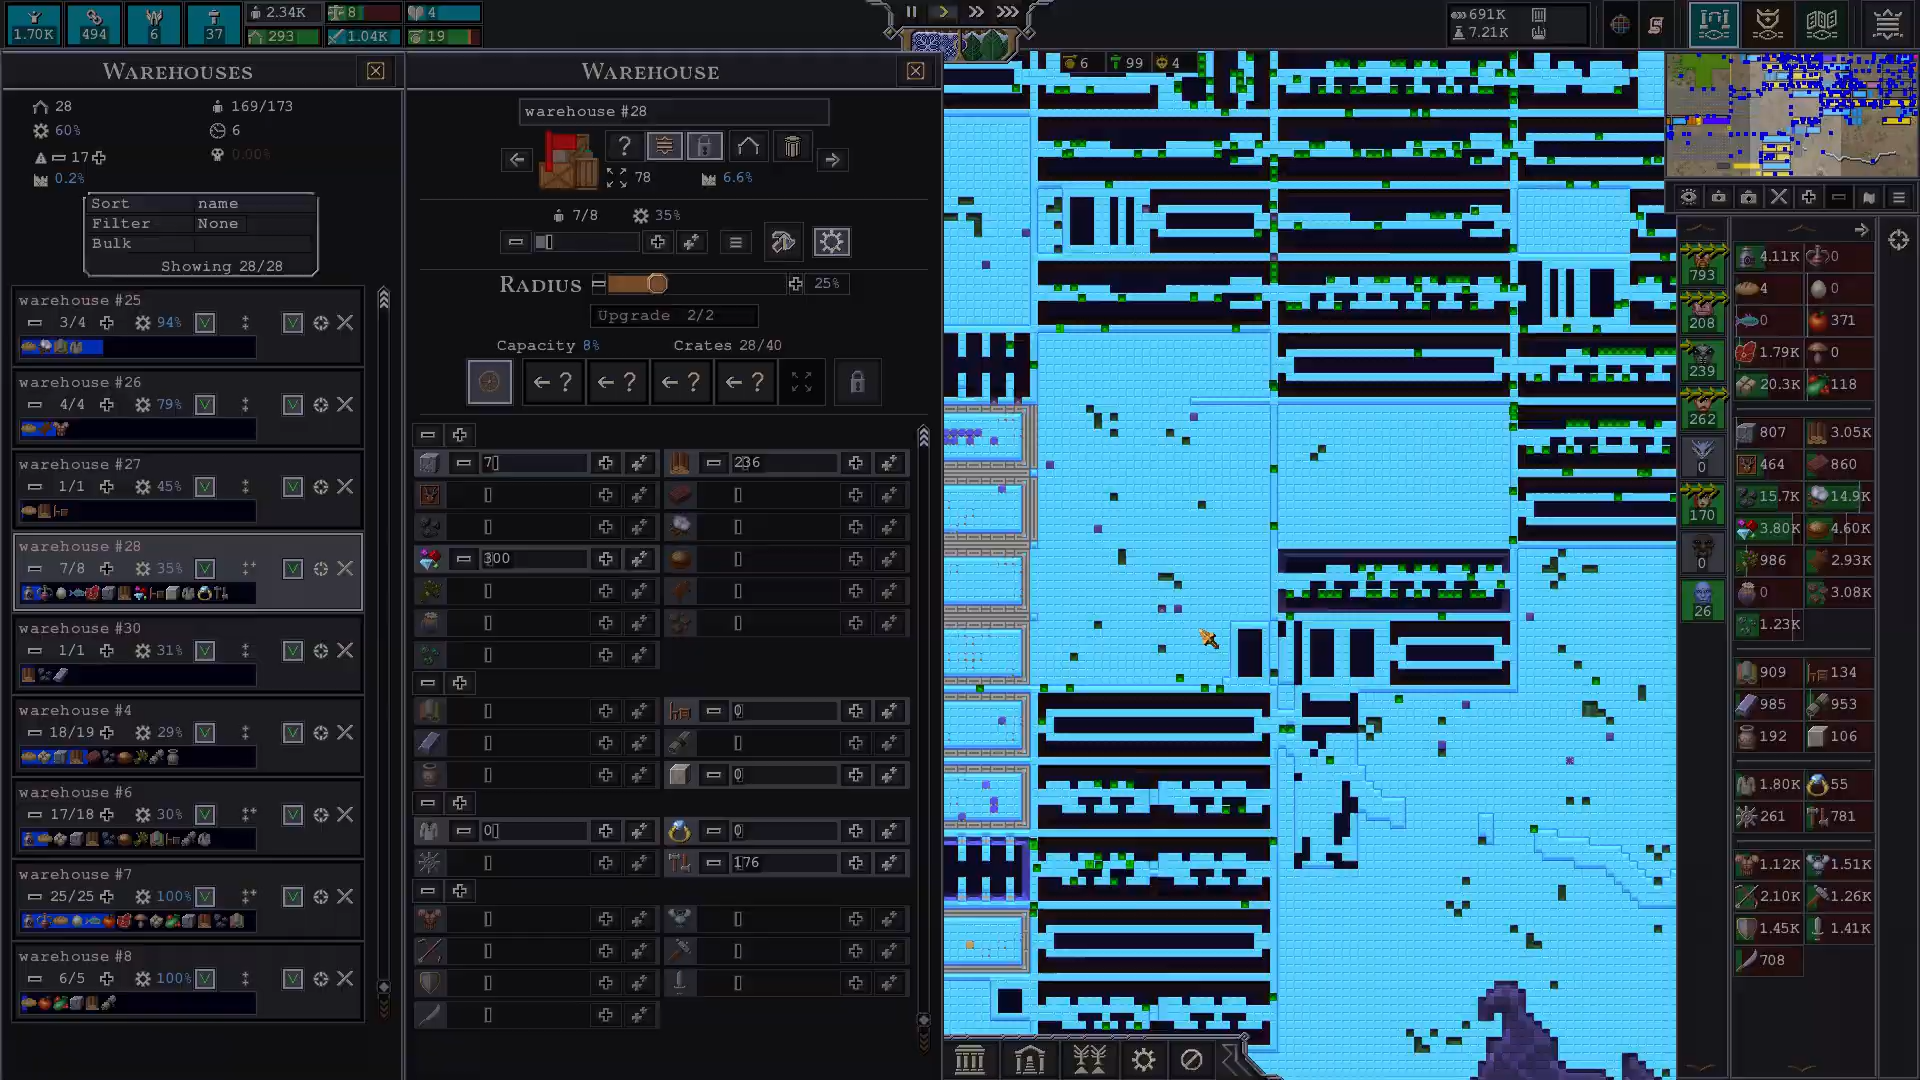 1.70K 494 6 37 2.34K 293 8 1.04K 4 19
691K
7.21K
WAREHOUSES
28 169/173
60% 6
17 0.00%
0.2%
Sort name
Filter None
Bulk
Showing 28/28
warehouse #25
3/4 94%
warehouse #26
4/4 79%
warehouse #27
1/1 45%
warehouse #28
7/8 35%
warehouse #30
1/1 31%
warehouse #4
18/19 29%
warehouse #6
17/18 30%
warehouse #7
25/25 100%
warehouse #8
6/5 100%
WAREHOUSE
warehouse #28
?
78 6.6%
7/8 35%
RADIUS 25%
Upgrade 2/2
Capacity 8% Crates 28/40
? ? ? ?
7 236
300
0
0
0 0
176
6 99 4
793
208
239
262
0
170
0
26
4.11K 0
4 0
0 371
1.79K 0
20.3K 118
807 3.05K
464 860
15.7K 14.9K
3.80K 4.60K
986 2.93K
0 3.08K
1.23K
909 134
985 953
192 106
1.80K 55
261 781
1.12K 1.51K
2.10K 1.26K
1.45K 1.41K
708